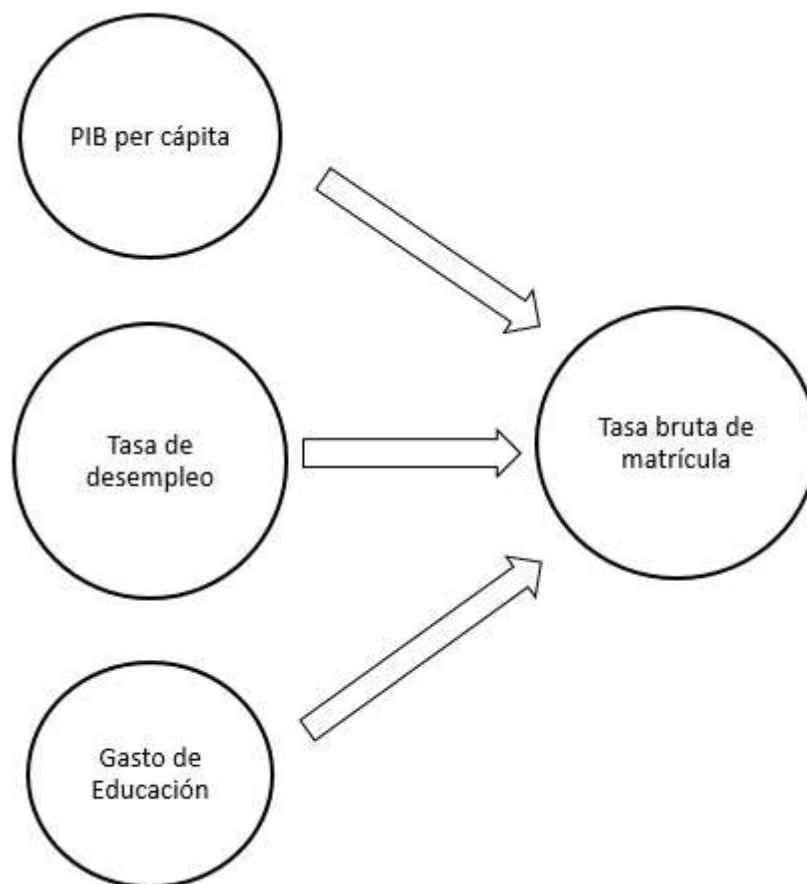 PIB per cápita
Tasa de
desempleo
Tasa bruta de
matrícula
Gasto de
Educación